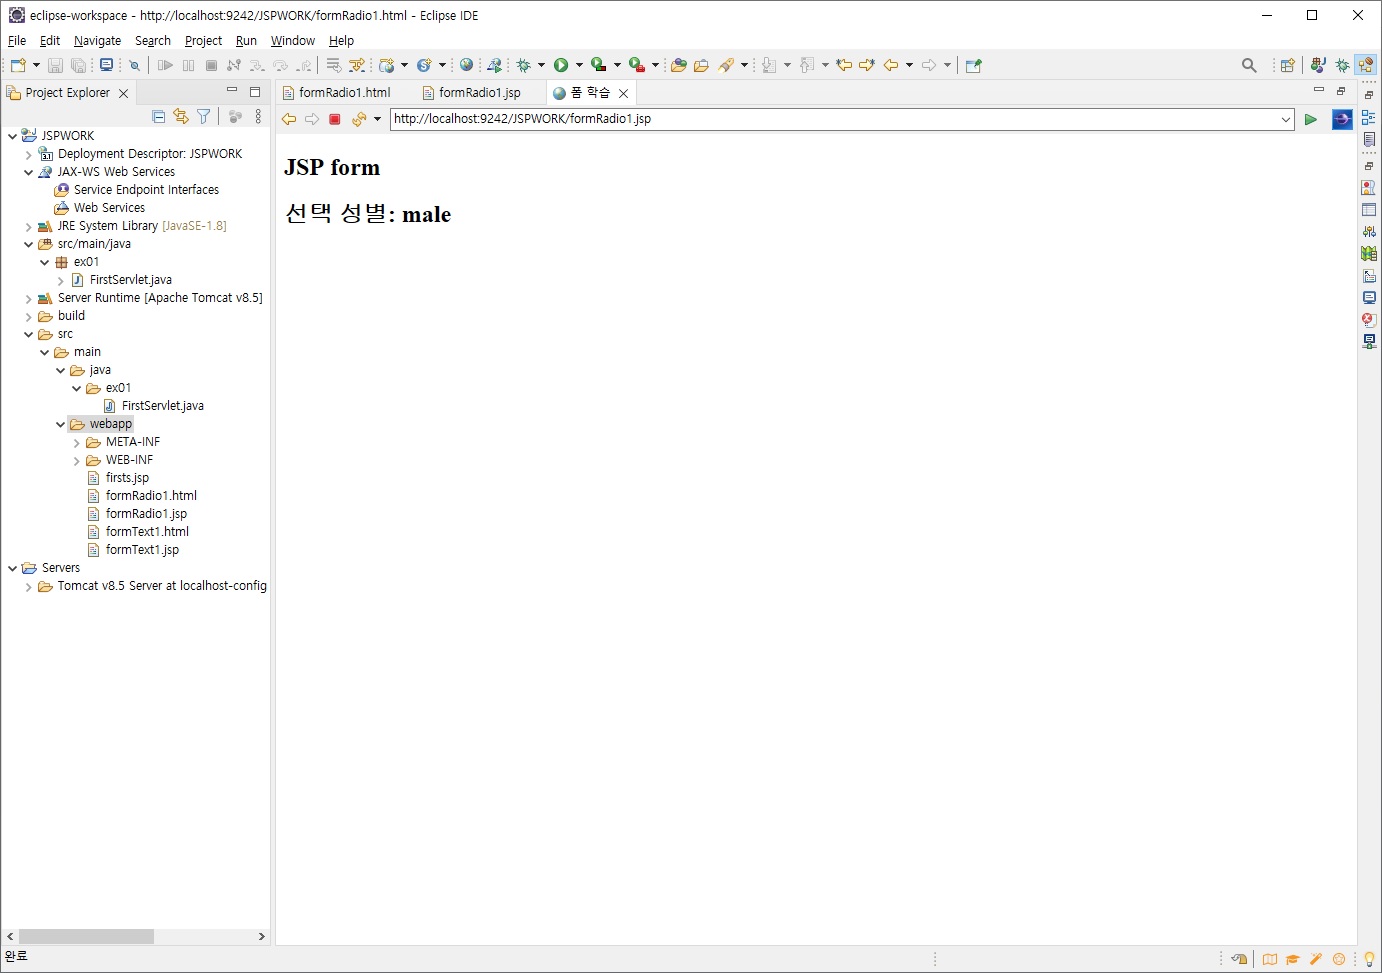 eclipse-workspace - http://localhost:9242/JSPWORK/formRadio1.html - Eclipse IDE
File Edit Navigate Search Project Run Window Help
Project Explorer
formRadio1.html formRadio1.jsp 폼 학습
http://localhost:9242/JSPWORK/formRadio1.jsp
JSPWORK
3.1 Deployment Descriptor: JSPWORK
JAX-WS Web Services
Service Endpoint Interfaces
Web Services
JRE System Library [JavaSE-1.8]
src/main/java
ex01
FirstServlet.java
Server Runtime [Apache Tomcat v8.5]
build
src
main
java
ex01
FirstServlet.java
webapp
META-INF
WEB-INF
firsts.jsp
formRadio1.html
formRadio1.jsp
formText1.html
formText1.jsp
Servers
Tomcat v8.5 Server at localhost-config
JSP form
선택 성별: male
완료